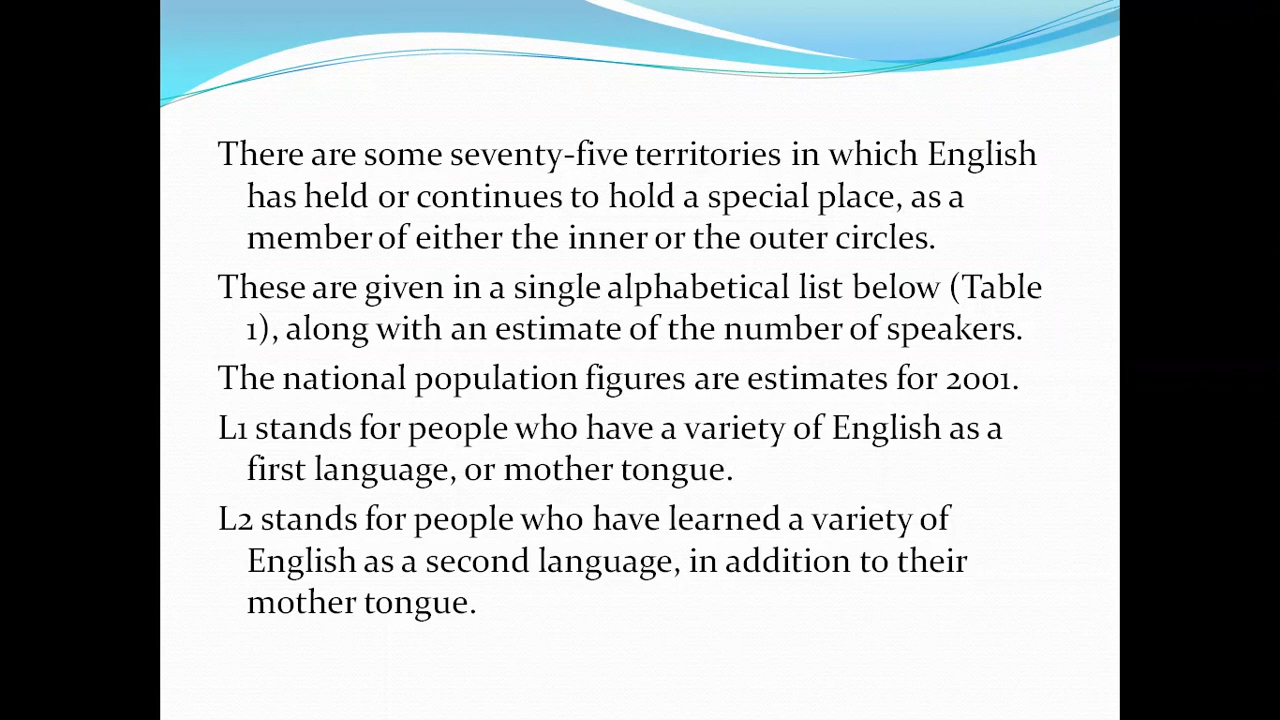 There are some seventy-five territories in which English
has held or continues to hold a special place, as a
member of either the inner or the outer circles.
These are given in a single alphabetical list below (Table
1), along with an estimate of the number of speakers.
The national population figures are estimates for 2001.
L1 stands for people who have a variety of English as a
first language, or mother tongue.
L2 stands for people who have learned a variety of
English as a second language, in addition to their
mother tongue.